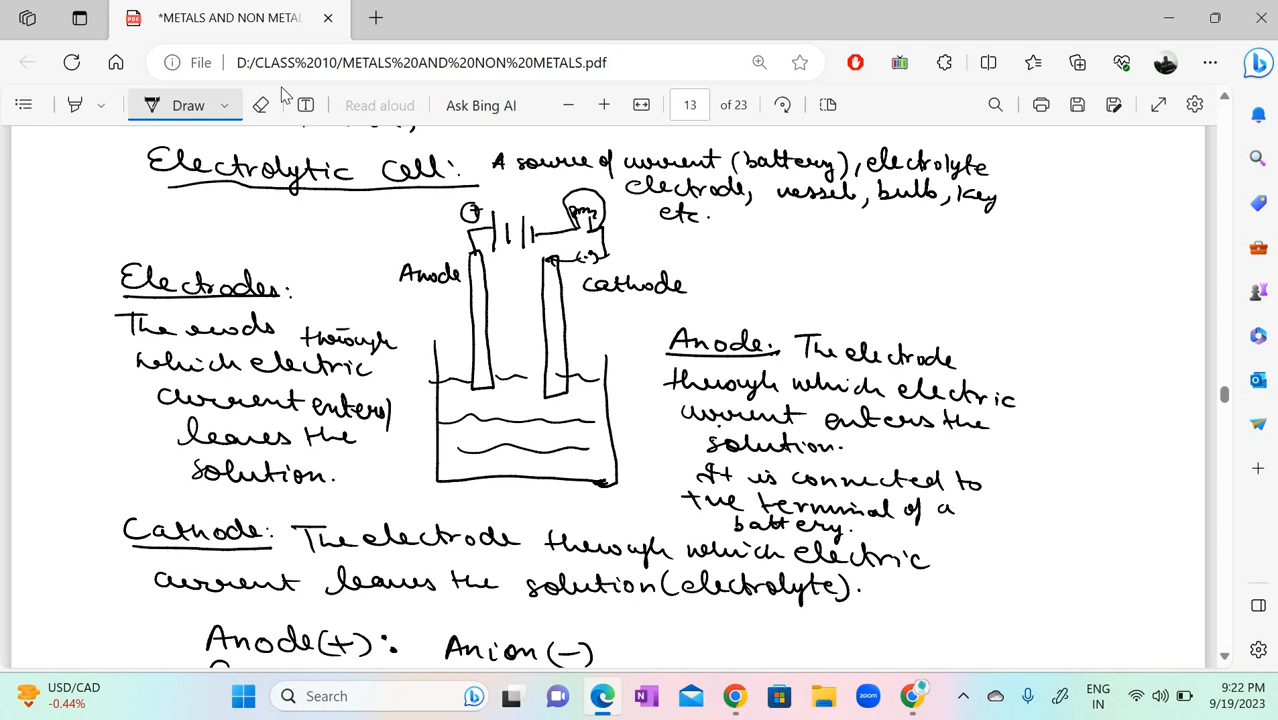 *METALS AND NON METAL
File D:/CLASS%2010/METALS%20AND%20NON%20METALS.pdf
Draw Read aloud Ask Bing AI 13 of 23
Electrolytic Cell: A source of current (battery), electrolyte
electrode, vessel, bulb, key
etc.
+
Anode
(.)
Cathode
Electrodes:
The rods through
which electric
current enters/
leaves the
solution.
Anode: The electrode
through which electric
current enters the
solution.
It is connected to
+ve terminal of a
battery.
Cathode: The electrode through which electric
current leaves the solution (electrolyte).
Anode(+): Anion(-)
USD/CAD
-0.44%
Search
ENG
IN
9:22 PM
9/19/2023